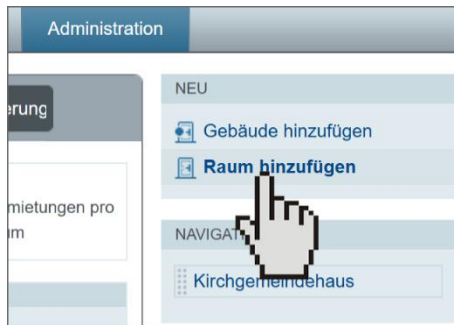 Administration
erung
NEU
Gebäude hinzufügen
Raum hinzufügen
mietungen pro
m
Kirchgemeindehaus